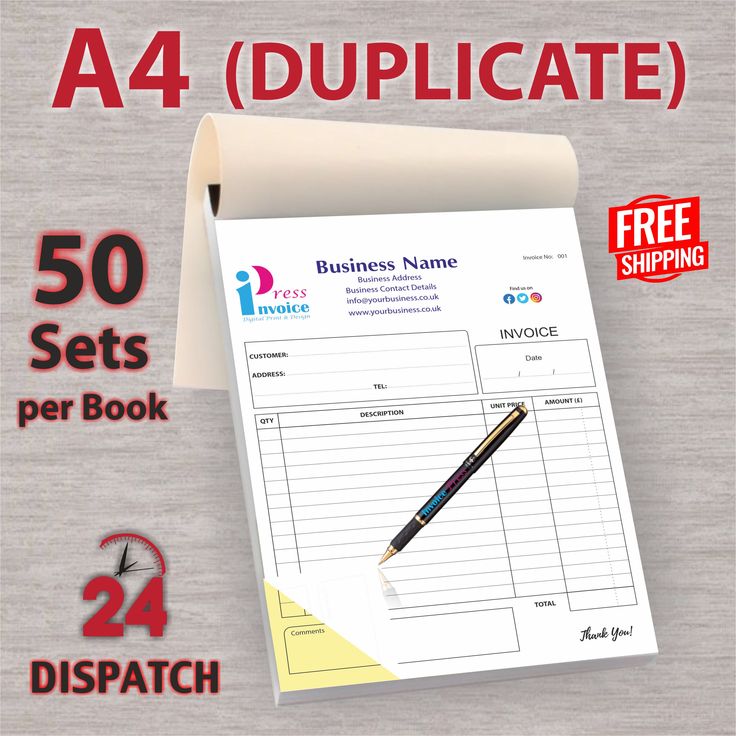 A4 (DUPLICATE)
50
Sets
per Book
FREE
SHIPPING
24
DISPATCH
Press
Invoice
Digital Print & Design
Business Name
Business Address
Business Contact Details
info@yourbusiness.co.uk
www.yourbusiness.co.uk
Invoice No: 001
Find us on
INVOICE
Date
/ /
CUSTOMER:
ADDRESS:
TEL:
QTY
DESCRIPTION
UNIT PRICE
AMOUNT (£)
invoice Press
TOTAL
Comments
Thank You!